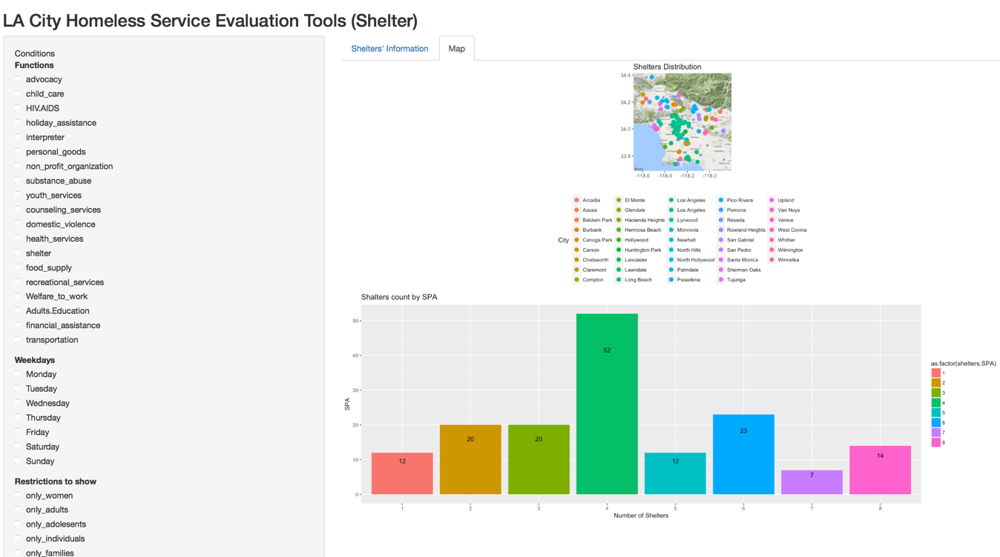 LA City Homeless Service Evaluation Tools (Shelter)
Conditions
Functions
advocacy
child_care
HIV.AIDS
holiday_assistance
interpreter
personal_goods
non_profit_organization
substance_abuse
youth_services
counseling_services
domestic_violence
health_services
shelter
food_supply
recreational_services
Welfare_to_work
Adults.Education
financial_assistance
transportation
Weekdays
Monday
Tuesday
Wednesday
Thursday
Friday
Saturday
Sunday
Restrictions to show
only_women
only_adults
only_adolesents
only_individuals
only_families
Shelters' Information
Map
Shelters Distribution
34.4
34.2
34.0
33.8
-118.6 -118.4 -118.2 -118.0
City
Arcadia El Monte Los Angeles Pico Rivera Upland
Azusa Glendale Los Angeles Pomona Van Nuys
Baldwin Park Hacienda Heights Lynwood Reseda Venice
Burbank Hermosa Beach Monrovia Rowland Heights West Covina
Canoga Park Hollywood Newhall San Gabriel Whittier
Carson Huntington Park North Hills San Pedro Wilmington
Chatsworth Lancaster North Hollywood Santa Monica Winnetka
Claremont Lawndale Palmdale Sherman Oaks
Compton Long Beach Pasadena Tujunga
Shalters count by SPA
SPA
50
40
30
20
10
0
12 20 20 52 12 23 7 14
1 2 3 4 5 6 7 8
Number of Shelters
as.factor(shelters.SPA)
1
2
3
4
5
6
7
8